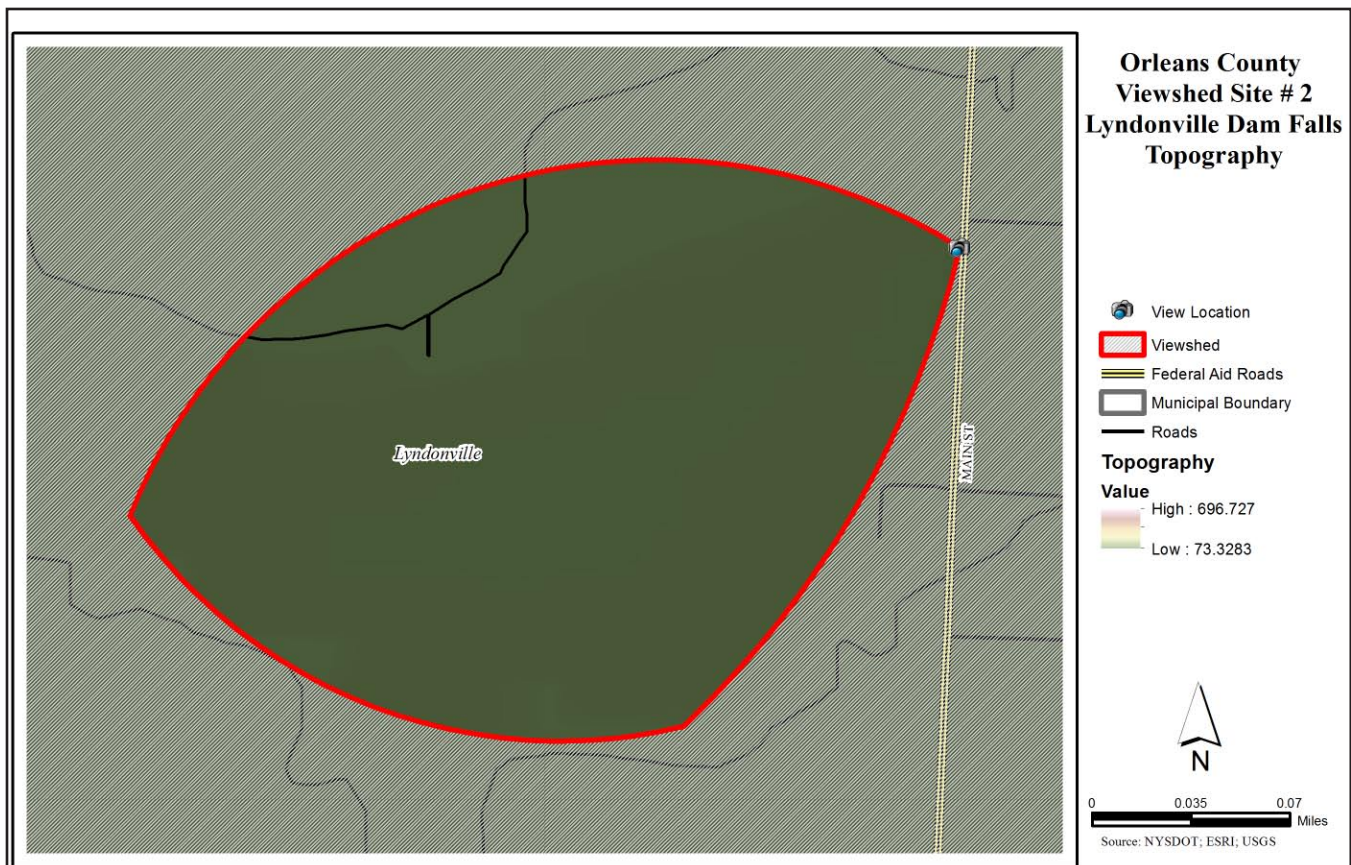 Orleans County
Viewshed Site # 2
Lyndonville Dam Falls
Topography
Lyndonville
MAIN ST
View Location
Viewshed
Federal Aid Roads
Municipal Boundary
Roads
Topography
Value
High : 696.727
Low : 73.3283
N
0 0.035 0.07
Miles
Source: NYSDOT; ESRI; USGS